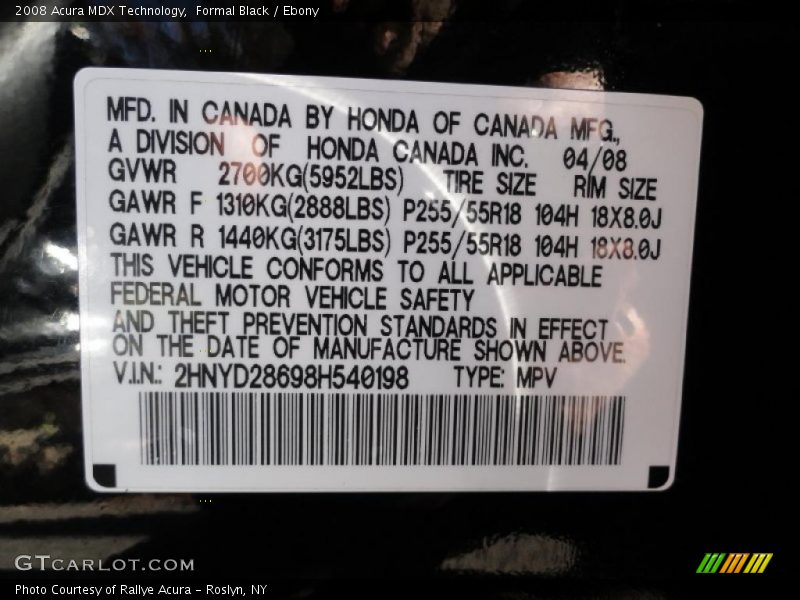 2008 Acura MDX Technology,  Formal Black / Ebony
MFD. IN CANADA BY HONDA OF CANADA MFG.,
A DIVISION OF HONDA CANADA INC. 04/08
GVWR 2700KG(5952LBS) TIRE SIZE RIM SIZE
GAWR F 1310KG(2888LBS) P255/55R18 104H 18X8.0J
GAWR R 1440KG(3175LBS) P255/55R18 104H 18X8.0J
THIS VEHICLE CONFORMS TO ALL APPLICABLE
FEDERAL MOTOR VEHICLE SAFETY
AND THEFT PREVENTION STANDARDS IN EFFECT
ON THE DATE OF MANUFACTURE SHOWN ABOVE.
V.I.N.: 2HNYD28698H540198 TYPE: MPV
GTCARLOT.COM
Photo Courtesy of Rallye Acura – Roslyn, NY